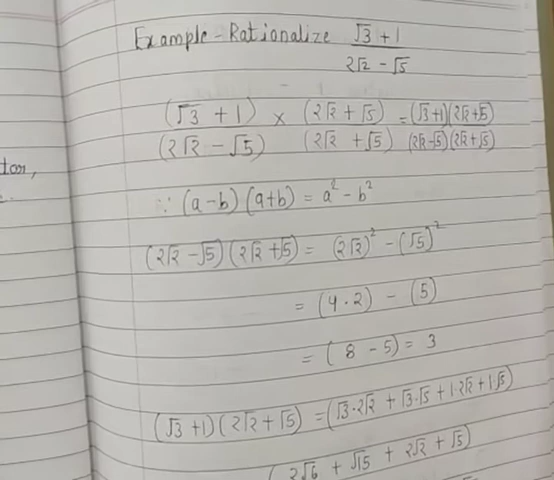 Example - Rationalize (√3 + 1)/(2√2 - √5)
tor,
(√3 + 1)/(2√2 - √5) × (2√2 + √5)/(2√2 + √5) = (√3+1)(2√2+√5)/(2√2-√5)(2√2+√5)
∵ (a-b)(a+b) = a² - b²
(2√2 - √5)(2√2 + √5) = (2√2)² - (√5)²
= (4·2) - (5)
= (8 - 5) = 3
(√3 + 1)(2√2 + √5) = (√3·2√2 + √3·√5 + 1·2√2 + 1·√5)
(2√6 + √15 + 2√2 + √5)